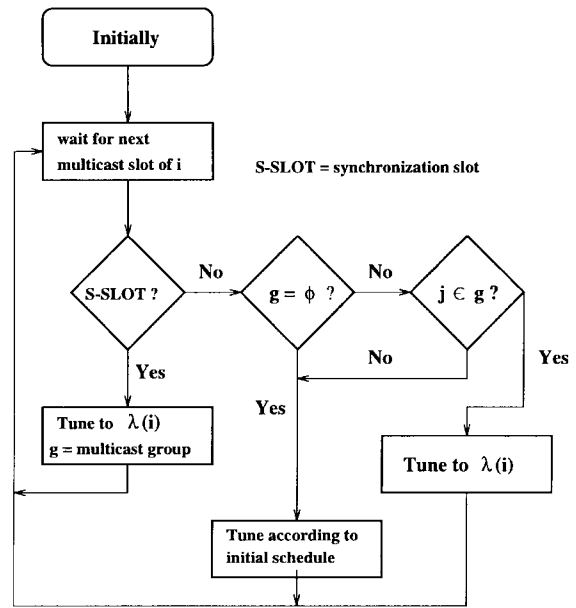 Initially
wait for next
multicast slot of i
S-SLOT = synchronization slot
S-SLOT ?
No
g = ϕ ?
No
j ∈ g ?
Yes
Yes
No
Yes
Tune to λ(i)
g = multicast group
Tune to λ(i)
Tune according to
initial schedule